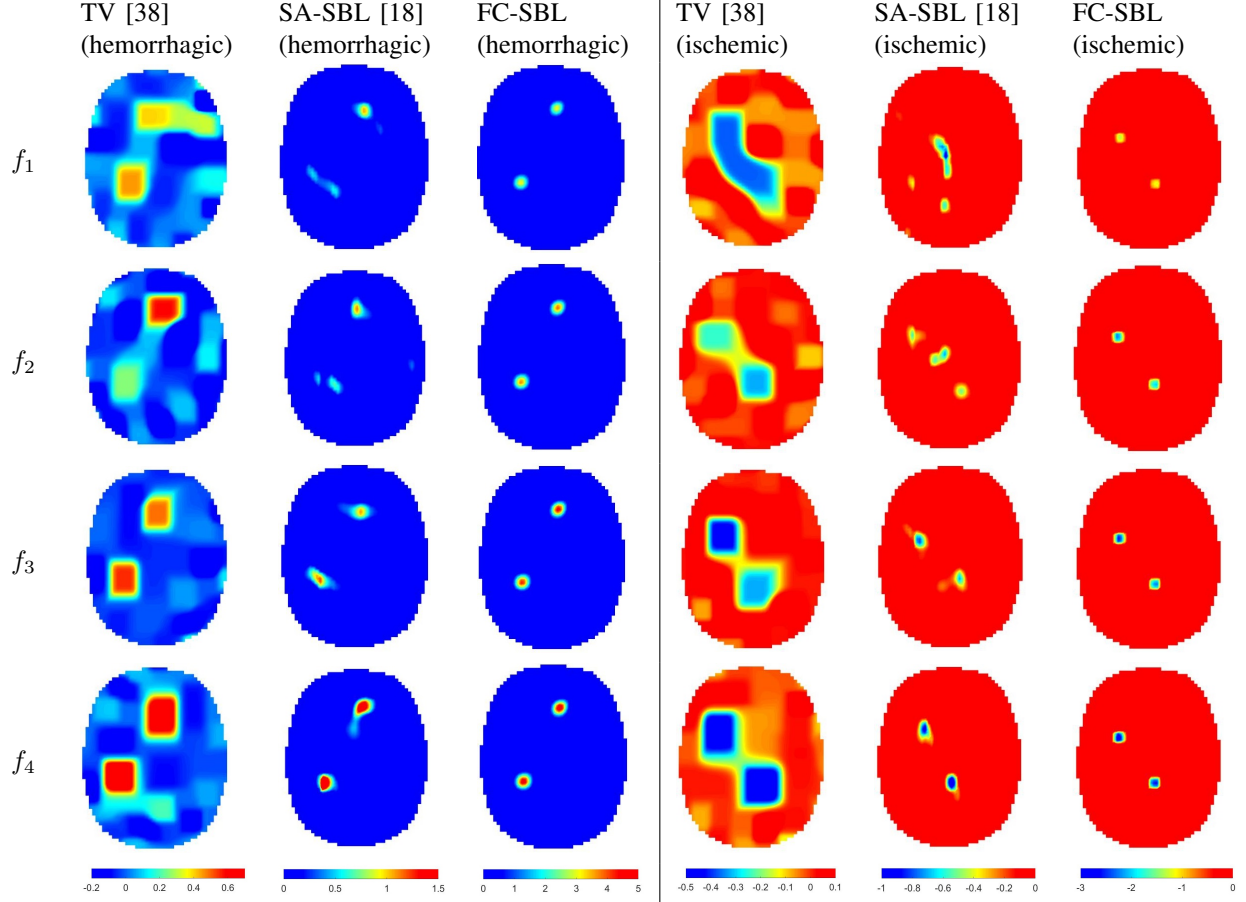 TV [38] SA-SBL [18] FC-SBL TV [38] SA-SBL [18] FC-SBL
(hemorrhagic) (hemorrhagic) (hemorrhagic) (ischemic) (ischemic) (ischemic)
f1
f2
f3
f4
-0.2 0 0.2 0.4 0.6 0 0.5 1 1.5 0 1 2 3 4 5 -0.5 -0.4 -0.3 -0.2 -0.1 0 0.1 -1 -0.8 -0.6 -0.4 -0.2 0 -3 -2 -1 0